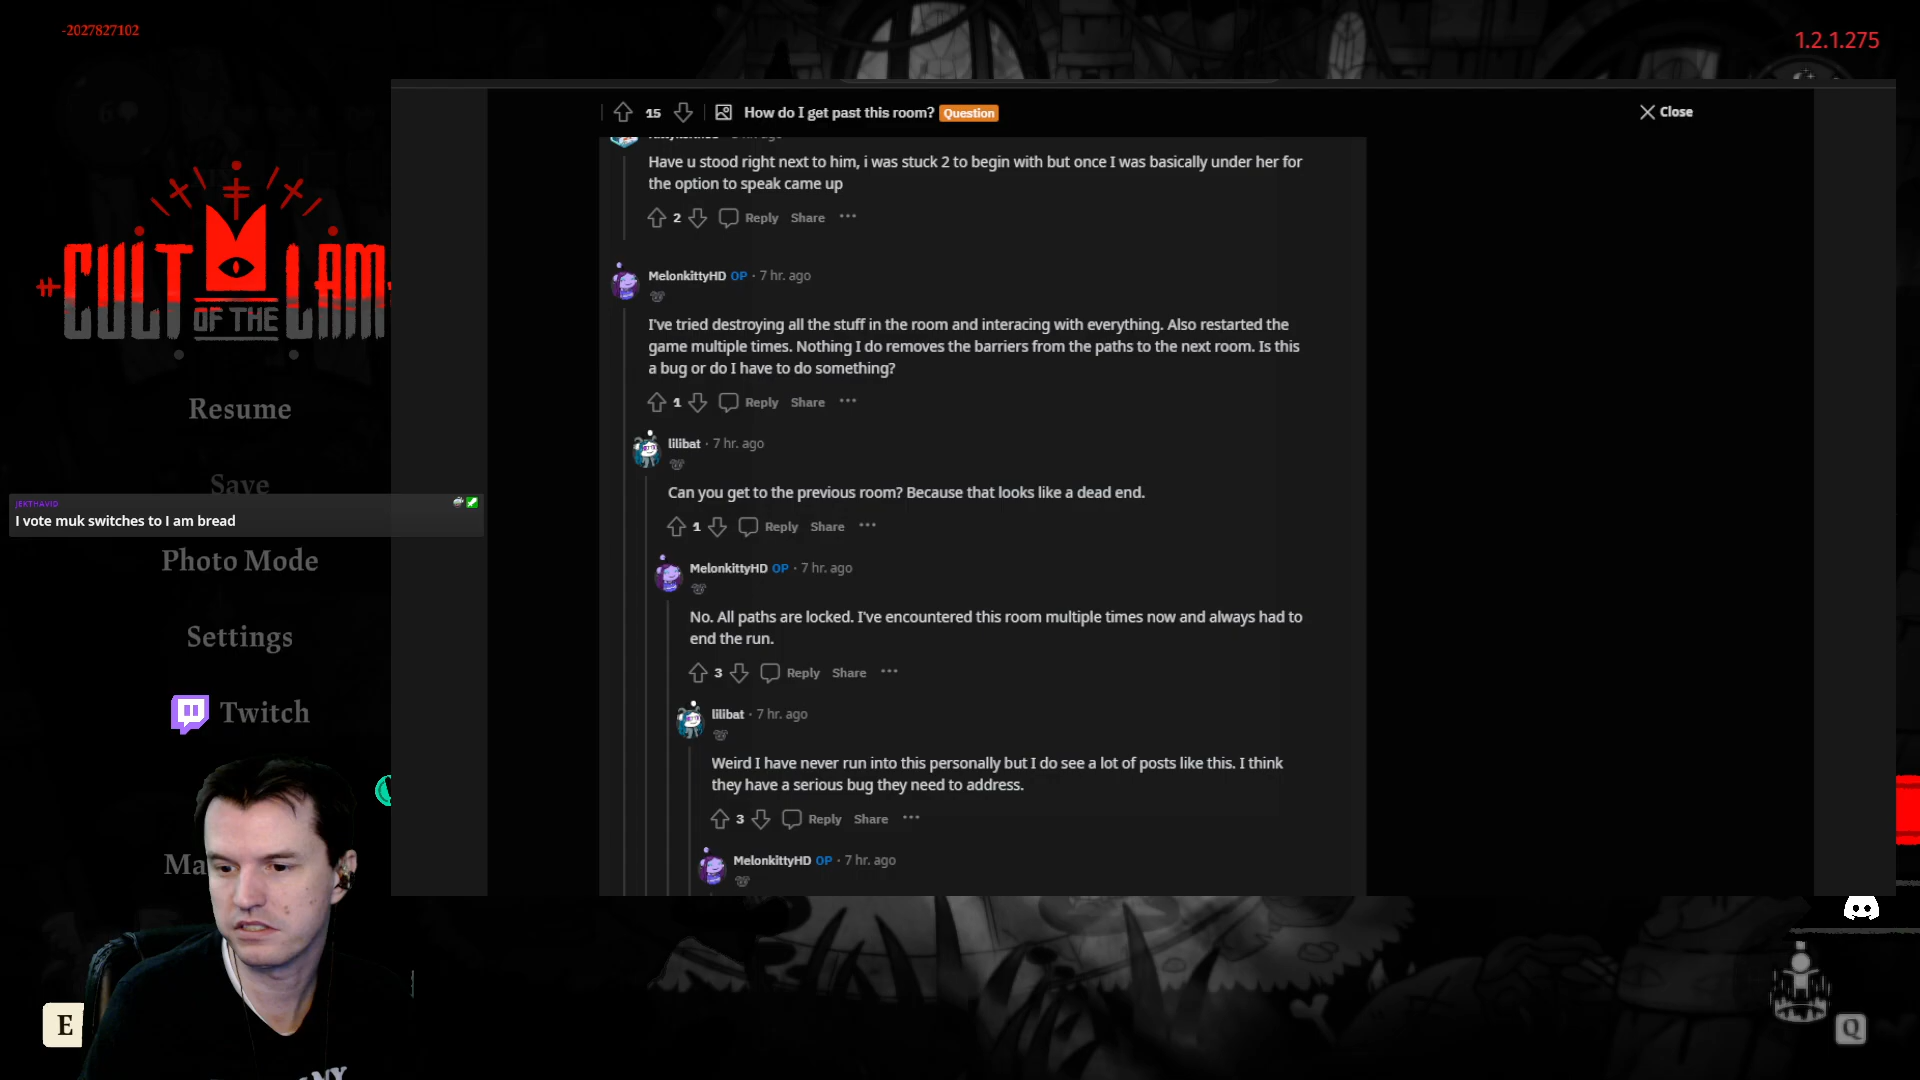 -2027827102
1.2.1.275
15 How do I get past this room? Question
Close
Have u stood right next to him, i was stuck 2 to begin with but once I was basically under her for
the option to speak came up
2 Reply Share ...
MelonkittyHD OP · 7 hr. ago
I've tried destroying all the stuff in the room and interacing with everything. Also restarted the
game multiple times. Nothing I do removes the barriers from the paths to the next room. Is this
a bug or do I have to do something?
1 Reply Share ...
lilibat · 7 hr. ago
Can you get to the previous room? Because that looks like a dead end.
1 Reply Share ...
MelonkittyHD OP · 7 hr. ago
No. All paths are locked. I've encountered this room multiple times now and always had to
end the run.
3 Reply Share ...
lilibat · 7 hr. ago
Weird I have never run into this personally but I do see a lot of posts like this. I think
they have a serious bug they need to address.
3 Reply Share ...
MelonkittyHD OP · 7 hr. ago
CULT
OF THE
LAM
Resume
Save
JEKTHAVID
I vote muk switches to I am bread
Photo Mode
Settings
Twitch
Ma
E
Q